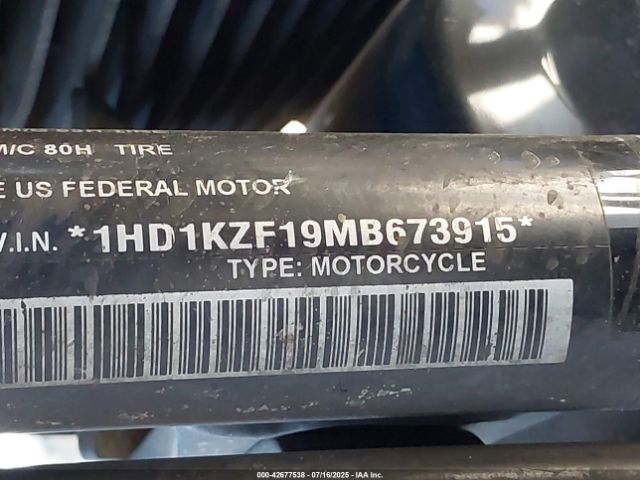 M/C 80H TIRE
E US FEDERAL MOTOR
V.I.N. *1HD1KZF19MB673915*
TYPE: MOTORCYCLE
000-42677538 - 07/16/2025 - ©IAA, Inc.